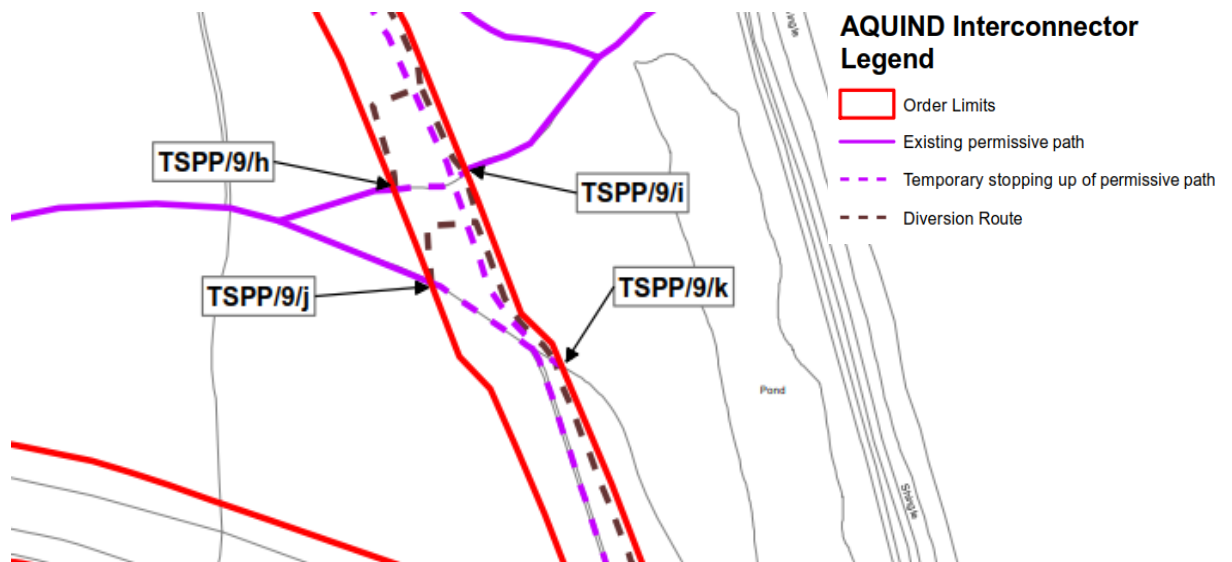 AQUIND Interconnector
Legend
Order Limits
Existing permissive path
Temporary stopping up of permissive path
Diversion Route
TSPP/9/h
TSPP/9/i
TSPP/9/j
TSPP/9/k
Pond
Shingle